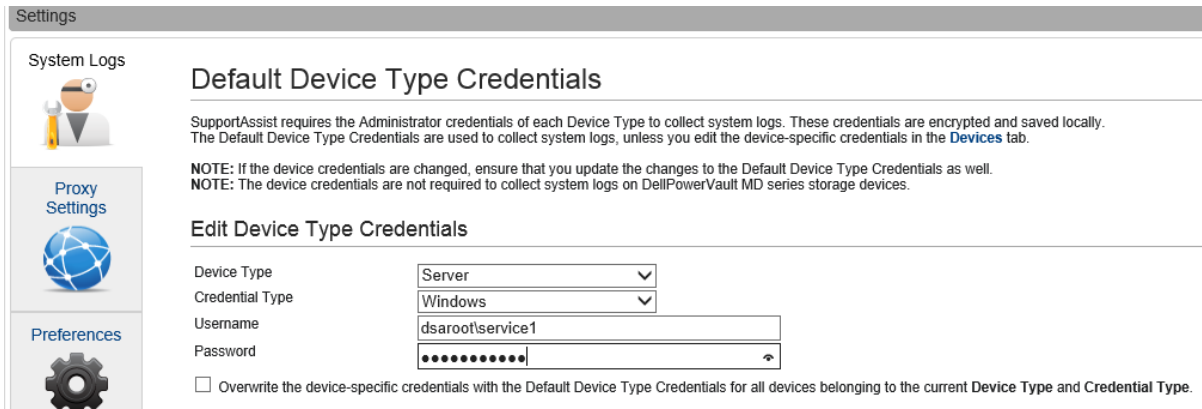 Settings
System Logs
Default Device Type Credentials
SupportAssist requires the Administrator credentials of each Device Type to collect system logs. These credentials are encrypted and saved locally.
The Default Device Type Credentials are used to collect system logs, unless you edit the device-specific credentials in the Devices tab.
NOTE: If the device credentials are changed, ensure that you update the changes to the Default Device Type Credentials as well.
NOTE: The device credentials are not required to collect system logs on DellPowerVault MD series storage devices.
Proxy
Settings
Edit Device Type Credentials
Device Type Server
Credential Type Windows
Username dsaroot\service1
Password ●●●●●●●●●●●
Preferences
Overwrite the device-specific credentials with the Default Device Type Credentials for all devices belonging to the current Device Type and Credential Type.